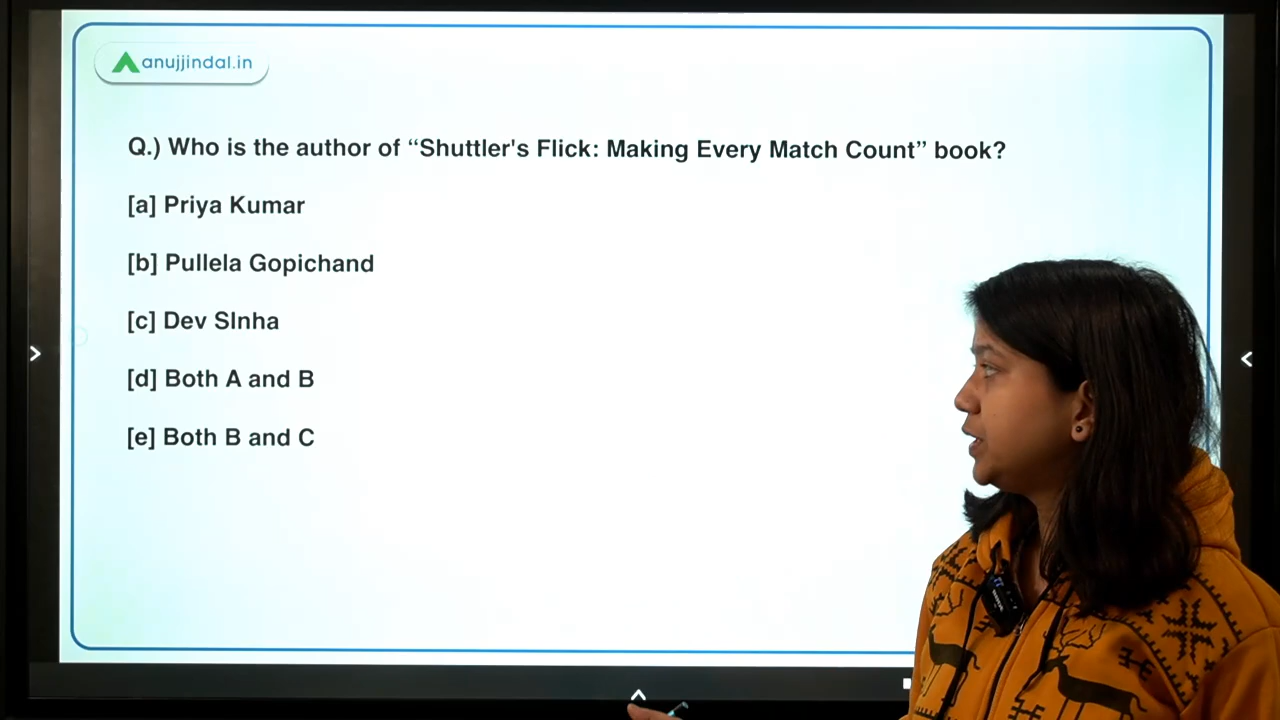 anujjindal.in
Q.) Who is the author of “Shuttler's Flick: Making Every Match Count” book?
[a] Priya Kumar
[b] Pullela Gopichand
[c] Dev SInha
[d] Both A and B
[e] Both B and C